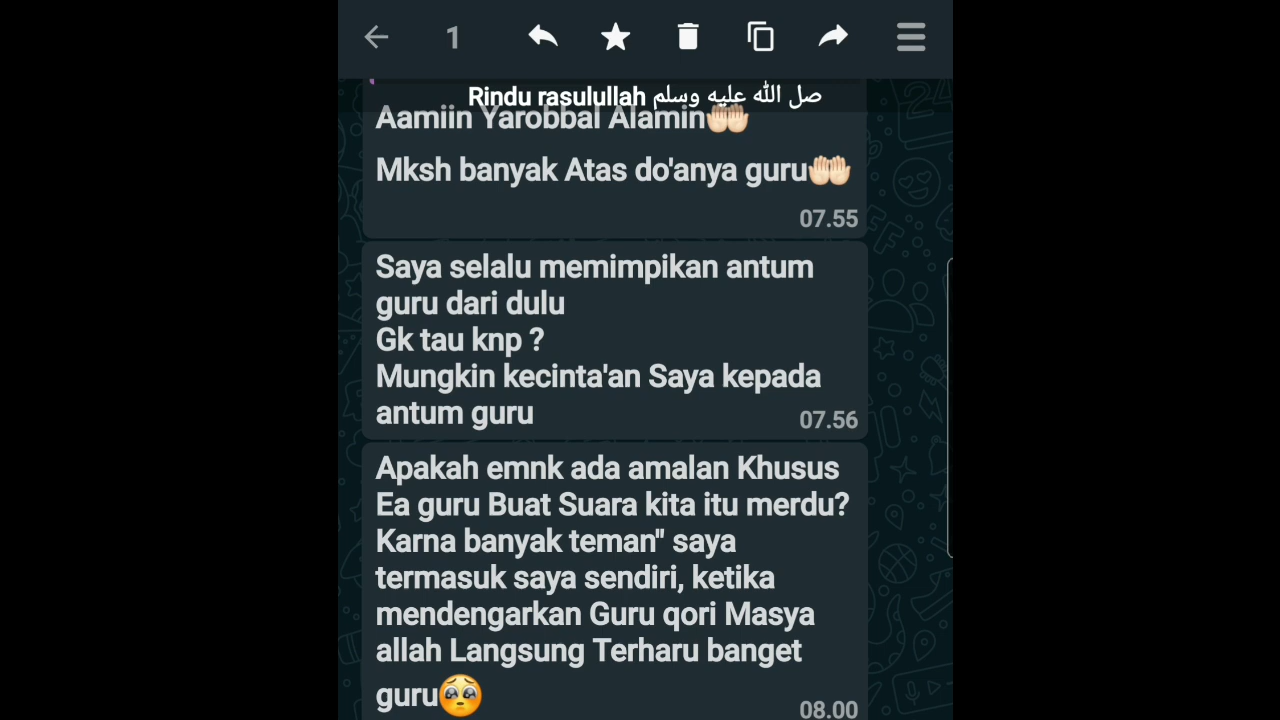 1
Rindu rasulullah صل الله عليه وسلم
Aamiin Yarobbal Alamin🤲🏻
Mksh banyak Atas do'anya guru🤲🏻
07.55
Saya selalu memimpikan antum
guru dari dulu
Gk tau knp ?
Mungkin kecinta'an Saya kepada
antum guru
07.56
Apakah emnk ada amalan Khusus
Ea guru Buat Suara kita itu merdu?
Karna banyak teman" saya
termasuk saya sendiri, ketika
mendengarkan Guru qori Masya
allah Langsung Terharu banget
guru🥺
08.00